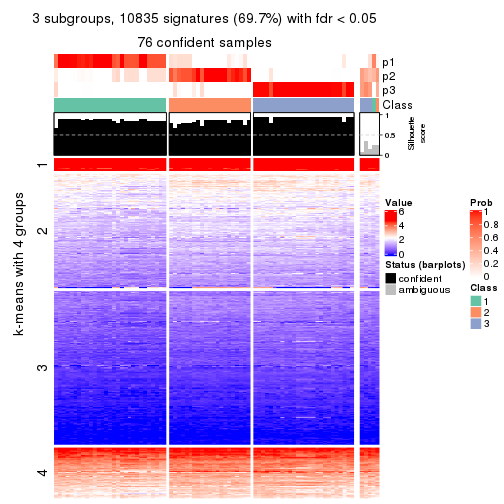 3 subgroups, 10835 signatures (69.7%) with fdr < 0.05
76 confident samples
p1
p2
p3
Class
1
0.5
0
Silhouette
score
k-means with 4 groups
1
2
3
4
Value
6
4
2
0
Status (barplots)
confident
ambiguous
Prob
1
0.8
0.6
0.4
0.2
0
Class
1
2
3